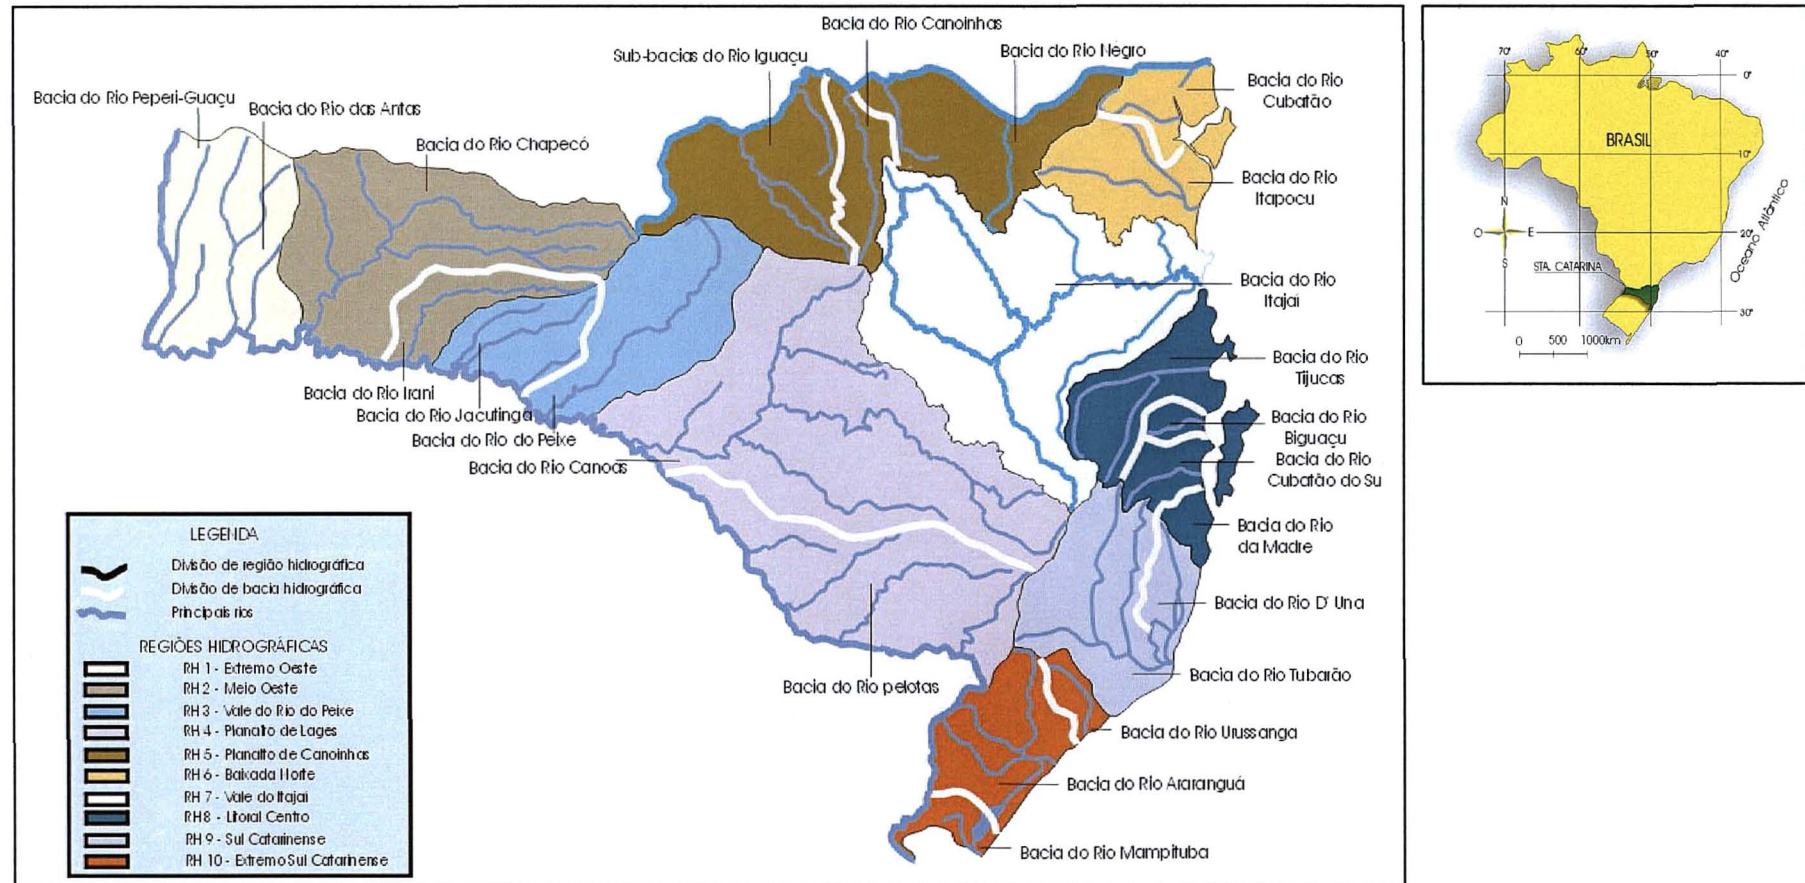 Bacia do Rio Canoinhas
Sub-bacias do Rio Iguaçu
Bacia do Rio Negro
Bacia do Rio
Cubatão
Bacia do Rio Peperi-Guaçu
Bacia do Rio das Antas
Bacia do Rio Chapecó
Bacia do Rio
Itapocu
Bacia do Rio
Itajaí
Bacia do Rio
Tijucas
Bacia do Rio Irani
Bacia do Rio Jacutinga
Bacia do Rio do Peixe
Bacia do Rio Canoas
Bacia do Rio
Biguaçu
Bacia do Rio
Cubatão do Su
Bacia do Rio
da Madre
Bacia do Rio D' Una
Bacia do Rio Tubarão
Bacia do Rio pelotas
Bacia do Rio Urussanga
Bacia do Rio Araranguá
Bacia do Rio Mampituba
LEGENDA
Divisão de região hidrográfica
Divisão de bacia hidrográfica
Principais rios
REGIÕES HIDROGRÁFICAS
RH 1 - Extremo Oeste
RH 2 - Meio Oeste
RH 3 - Vale do Rio do Peixe
RH 4 - Planalto de Lages
RH 5 - Planalto de Canoinhas
RH 6 - Baixada Norte
RH 7 - Vale do Itajaí
RH8 - Litoral Centro
RH 9 - Sul Catarinense
RH 10 - Extremo Sul Catarinense
70° 60° 50° 40°
0°
BRASIL
10°
N
O E
S
20°
Oceano Atlântico
STA. CATARINA
30°
0 500 1000km